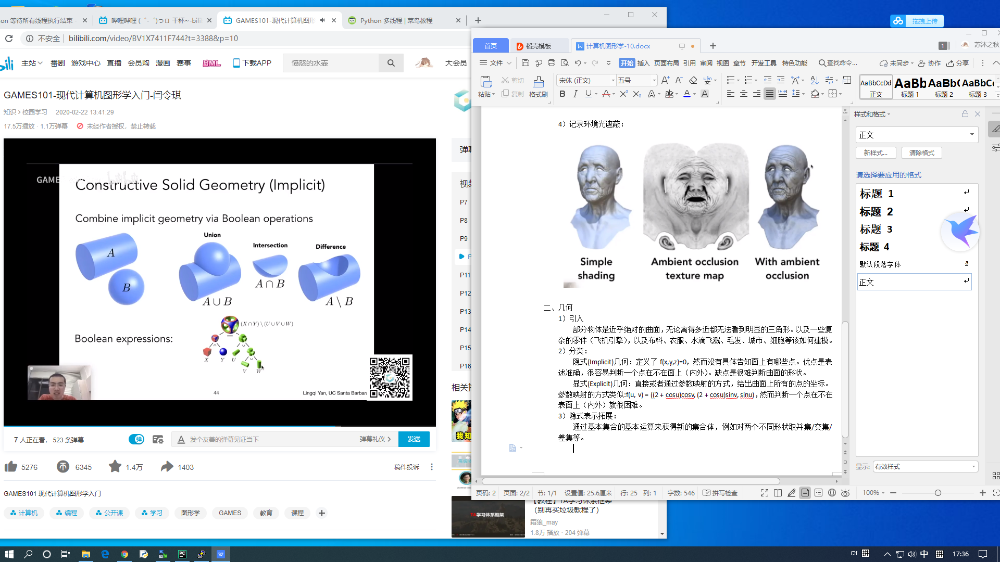 on 等待所有线程执行结束 -
哔哩哔哩 (゜-゜)つロ 干杯~-bili
GAMES101-现代计算机图形
Python 多线程 | 菜鸟教程
不安全
bilibili.com/video/BV1X7411F744?t=3388&p=10
主站
番剧
游戏中心
直播
会员购
漫画
赛事
BML
下载APP
愤怒的水壶
大会员
GAMES101-现代计算机图形学入门-闫令琪
知识 > 校园学习 2020-02-22 13:41:29
17.5万播放 · 1.1万弹幕 未经作者授权，禁止转载
GAME
Constructive Solid Geometry (Implicit)
Combine implicit geometry via Boolean operations
Union
Intersection
Difference
A
B
A ∪ B
A ∩ B
A \ B
Boolean expressions:
(X∩Y)\(U∪V∪W)
X Y U
V W
44
Lingqi Yan, UC Santa Barbar
7 人正在看， 523 条弹幕
弹
发个友善的弹幕见证当下
弹幕礼仪
发送
5276
6345
1.4万
1403
稿件投诉
GAMES101 现代计算机图形学入门
计算机
编程
公开课
学习
图形学
GAMES
教育
课程
P7
P8
P9
P11
P12
P13
P14
P15
P16
我知
TA学习体系框架
【教程】TA学习体系框架
（别再买垃圾教程了）
霜狼_may
1.8万 播放 · 204 弹幕
拖拽上传
首页
稻壳模板
计算机图形学-10.docx
1
苏沐之秋
文件
开始 插入 页面布局 引用 审阅 视图 章节 开发工具 特色功能
查找命令...
未同步
协作
分享
粘贴
剪切
复制
格式刷
宋体 (正文)
五号
AaBbCcDd
正文
AaBb
标题 1
AaBb(
标题 2
AaBbC
标题 3
4）记录环境光遮蔽：
Simple shading
Ambient occlusion texture map
With ambient occlusion
二、几何
1）引入
部分物体是近乎绝对的曲面，无论离得多近都无法看到明显的三角形。以及一些复
杂的零件（飞机引擎），以及布料、衣服、水滴飞溅、毛发、城市、细胞等该如何建模。
2）分类：
隐式(Implicit)几何：定义了 f(x,y,z)=0，然而没有具体告知面上有哪些点。优点是表
述准确，很容易判断一个点在不在面上（内外）。缺点是很难判断曲面的形状。
显式(Explicit)几何：直接或者通过参数映射的方式，给出曲面上所有的点的坐标。
参数映射的方式类似:f(u, v) = ((2 + cosu)cosv, (2 + cosu)sinv, sinu)，然而判断一个点在不在
表面上（内外）就很困难。
3）隐式表示拓展：
通过基本集合的基本运算来获得新的集合体，例如对两个不同形状取并集/交集/
差集等。
样式和格式
正文
新样式...
清除格式
请选择要应用的格式
标题 1
标题 2
标题 3
标题 4
默认段落字体
a
正文
显示:
有效样式
页码: 2 页面: 2/2 节: 1/1 设置值: 25.6厘米 行: 25 列: 1 字数: 546 拼写检查
100%
CH 拼
中
拼
17:36